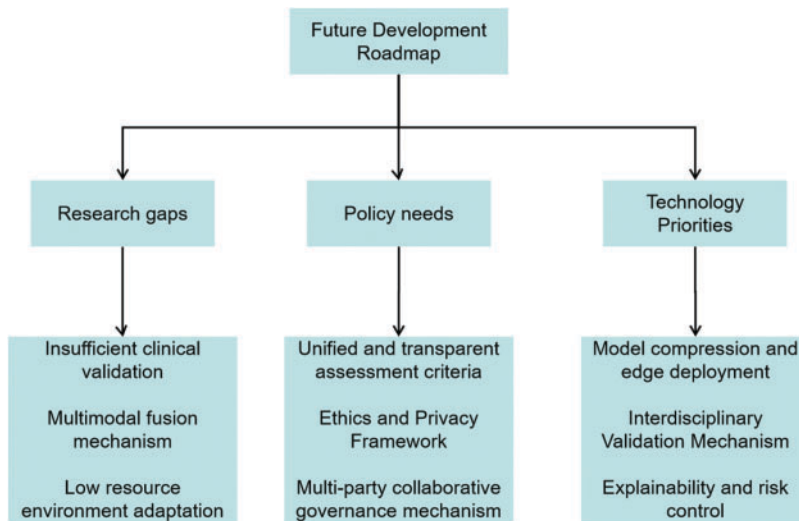 Future Development
Roadmap
Research gaps
Policy needs
Technology
Priorities
Insufficient clinical
validation
Multimodal fusion
mechanism
Low resource
environment adaptation
Unified and transparent
assessment criteria
Ethics and Privacy
Framework
Multi-party collaborative
governance mechanism
Model compression and
edge deployment
Interdisciplinary
Validation Mechanism
Explainability and risk
control